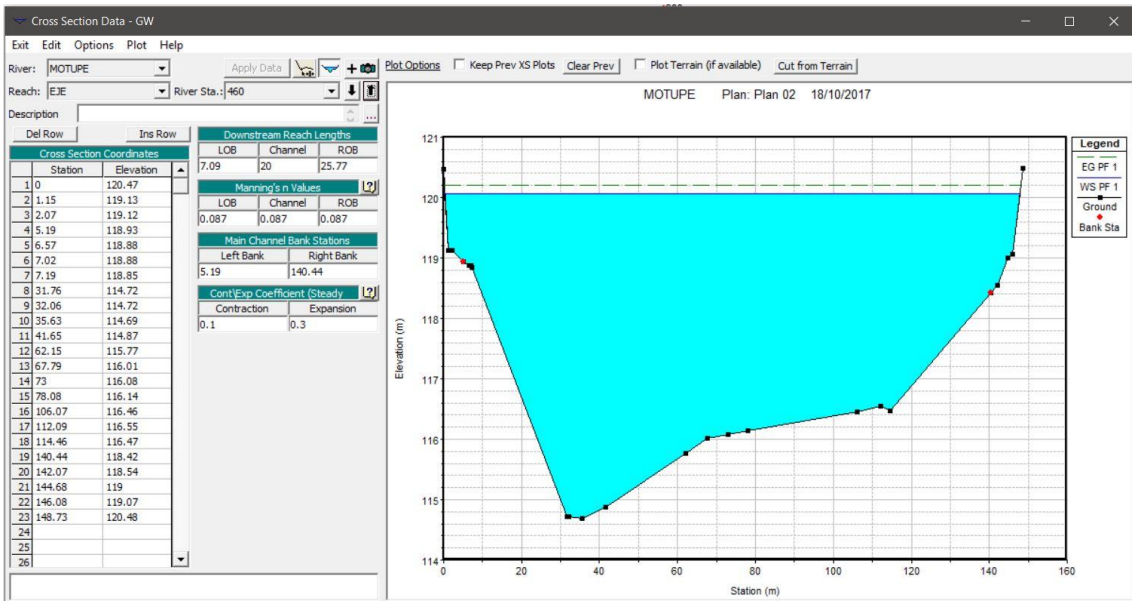 Cross Section Data - GW
Exit Edit Options Plot Help
River: MOTUPE Apply Data Plot Options Keep Prev XS Plots Clear Prev Plot Terrain (if available) Cut from Terrain
Reach: EJE River Sta.: 460
Description ...
Del Row Ins Row
Cross Section Coordinates
Station Elevation
1 0 120.47
2 1.15 119.13
3 2.07 119.12
4 5.19 118.93
5 6.57 118.88
6 7.02 118.88
7 7.19 118.85
8 31.76 114.72
9 32.06 114.72
10 35.63 114.69
11 41.65 114.87
12 62.15 115.77
13 67.79 116.01
14 73 116.08
15 78.08 116.14
16 106.07 116.46
17 112.09 116.55
18 114.46 116.47
19 140.44 118.42
20 142.07 118.54
21 144.68 119
22 146.08 119.07
23 148.73 120.48
24
25
26
Downstream Reach Lengths
LOB Channel ROB
7.09 20 25.77
Manning's n Values
LOB Channel ROB
0.087 0.087 0.087
Main Channel Bank Stations
Left Bank Right Bank
5.19 140.44
Cont\Exp Coefficient (Steady
Contraction Expansion
0.1 0.3
MOTUPE Plan: Plan 02 18/10/2017
121
120
119
118
117
116
115
114
Elevation (m)
0 20 40 60 80 100 120 140 160
Station (m)
Legend
EG PF 1
WS PF 1
Ground
Bank Sta